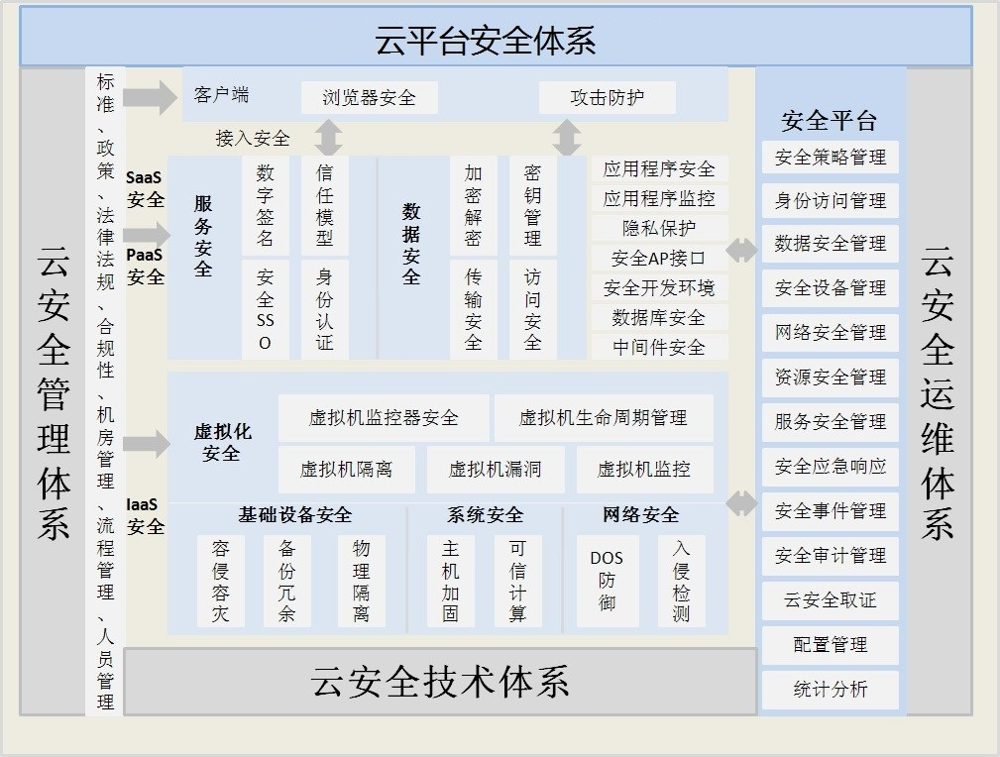 云平台安全体系
云安全管理体系
标准、政策、法律法规、合规性、机房管理、流程管理、人员管理
客户端
浏览器安全
攻击防护
接入安全
SaaS
安全
PaaS
安全
服务安全
数字签名
信任模型
安全SSO
身份认证
数据安全
加密解密
密钥管理
传输安全
访问安全
应用程序安全
应用程序监控
隐私保护
安全AP接口
安全开发环境
数据库安全
中间件安全
IaaS
安全
虚拟化
安全
虚拟机监控器安全
虚拟机生命周期管理
虚拟机隔离
虚拟机漏洞
虚拟机监控
基础设备安全
容侵容灾
备份冗余
物理隔离
系统安全
主机加固
可信计算
网络安全
DOS
防御
入侵检测
云安全技术体系
安全平台
安全策略管理
身份访问管理
数据安全管理
安全设备管理
网络安全管理
资源安全管理
服务安全管理
安全应急响应
安全事件管理
安全审计管理
云安全取证
配置管理
统计分析
云安全运维体系